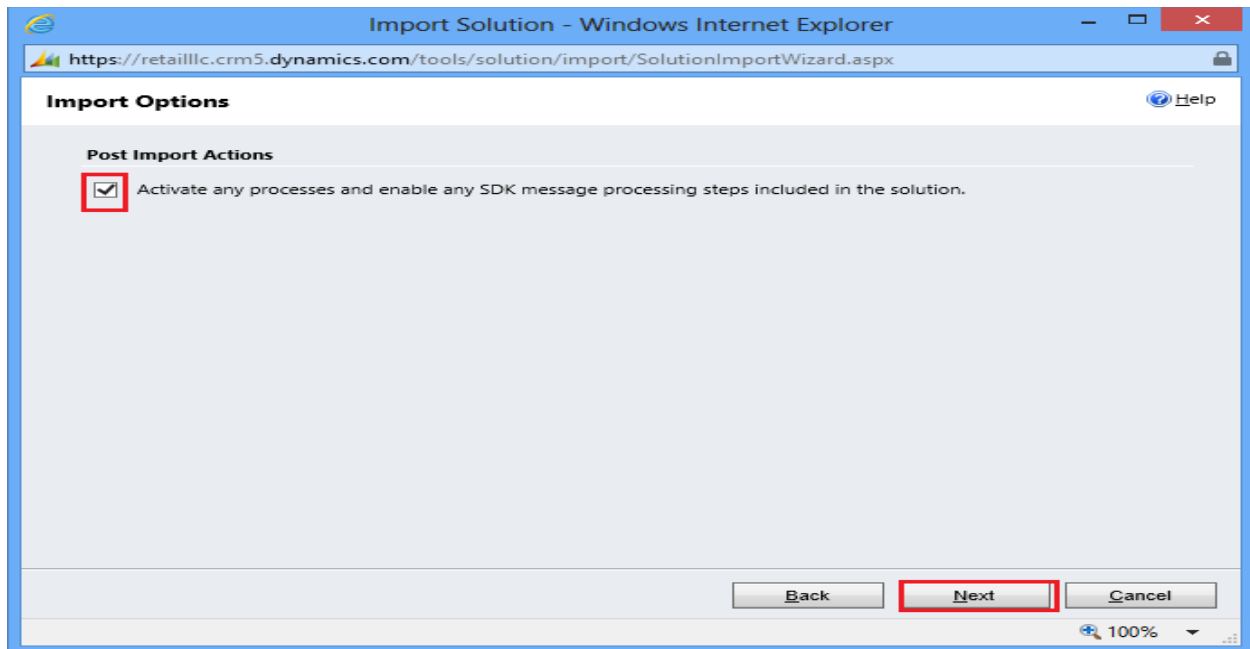 Import Solution - Windows Internet Explorer
https://retailllc.crm5.dynamics.com/tools/solution/import/SolutionImportWizard.aspx
Import Options
Help
Post Import Actions
Activate any processes and enable any SDK message processing steps included in the solution.
Back Next Cancel
100%